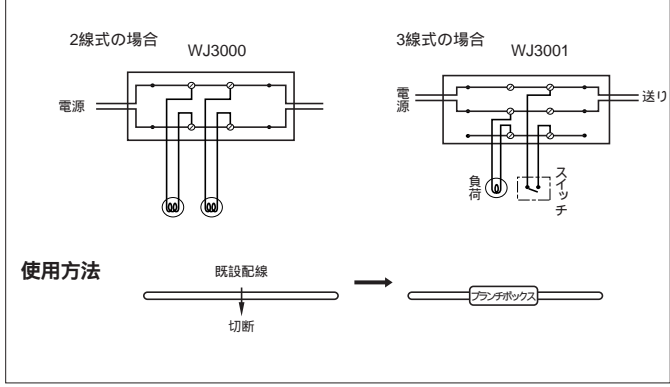 2線式の場合
WJ3000
電源
3線式の場合
WJ3001
電源
送り
負荷
スイッチ
使用方法
既設配線
切断
ブランチボックス